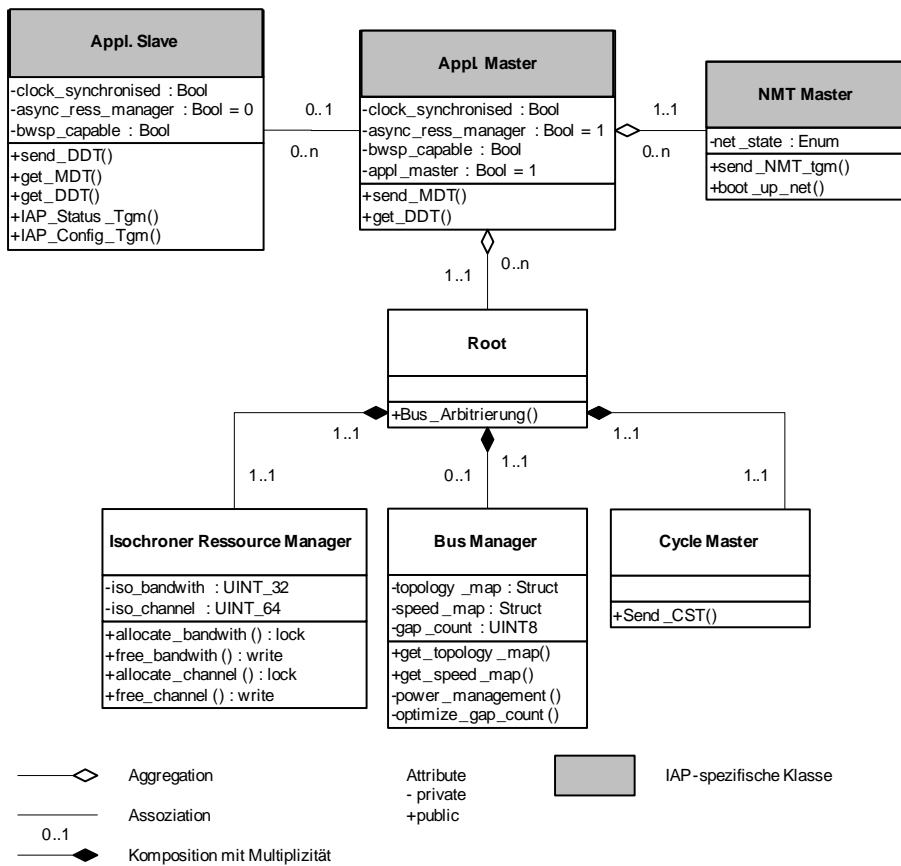 Appl. Slave
-clock_synchronised : Bool
-async_ress_manager : Bool = 0
-bwsp_capable : Bool
+send_DDT()
+get_MDT()
+get_DDT()
+IAP_Status_Tgm()
+IAP_Config_Tgm()
0..1
0..n
Appl. Master
-clock_synchronised : Bool
-async_ress_manager : Bool = 1
-bwsp_capable : Bool
-appl_master : Bool = 1
+send_MDT()
+get_DDT()
1..1
0..n
NMT Master
-net_state : Enum
+send_NMT_tgm()
+boot_up_net()
0..n
1..1
Root
+Bus_Arbitrierung()
1..1
1..1
1..1
1..1
0..1
1..1
Isochroner Ressource Manager
-iso_bandwith : UINT_32
-iso_channel : UINT_64
+allocate_bandwith() : lock
+free_bandwith() : write
+allocate_channel() : lock
+free_channel() : write
Bus Manager
-topology_map : Struct
-speed_map : Struct
-gap_count : UINT8
+get_topology_map()
+get_speed_map()
-power_management()
-optimize_gap_count()
Cycle Master
+Send_CST()
Aggregation
Assoziation
0..1
Komposition mit Multiplizität
Attribute
- private
+public
IAP-spezifische Klasse